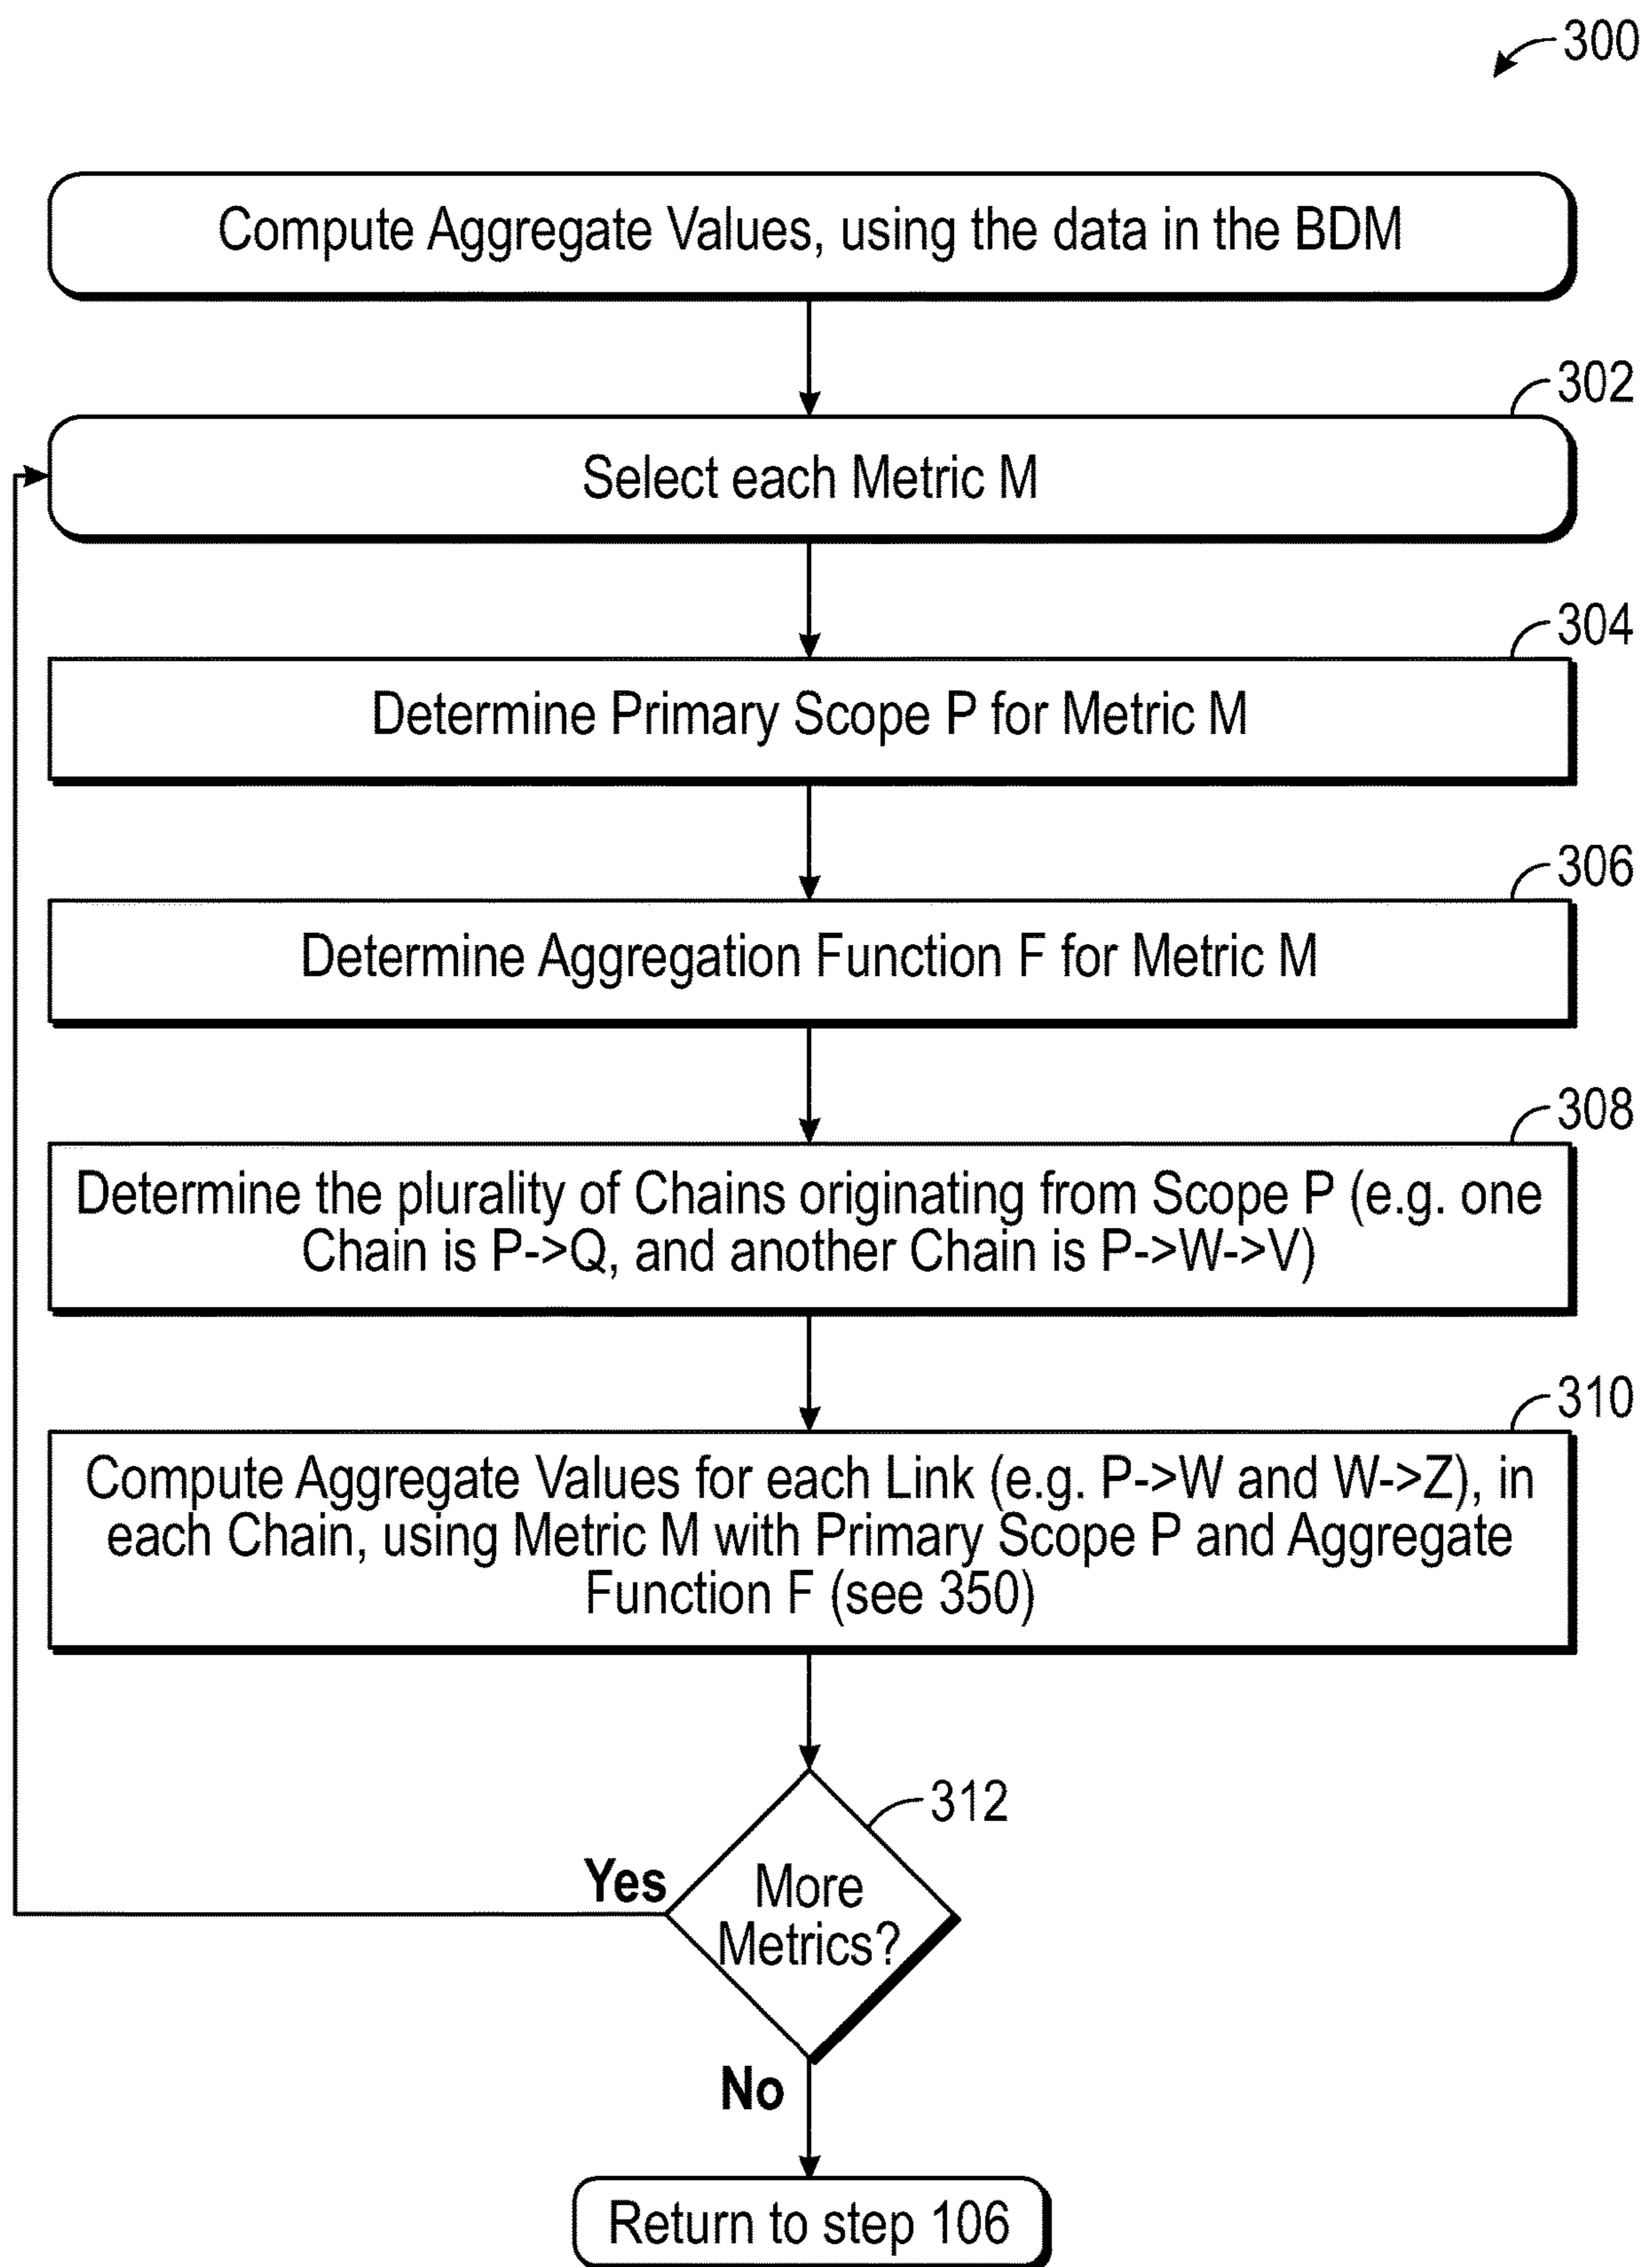 300
Compute Aggregate Values, using the data in the BDM
302
Select each Metric M
304
Determine Primary Scope P for Metric M
306
Determine Aggregation Function F for Metric M
308
Determine the plurality of Chains originating from Scope P (e.g. one
Chain is P->Q, and another Chain is P->W->V)
310
Compute Aggregate Values for each Link (e.g. P->W and W->Z), in
each Chain, using Metric M with Primary Scope P and Aggregate
Function F (see 350)
312
Yes
More
Metrics?
No
Return to step 106